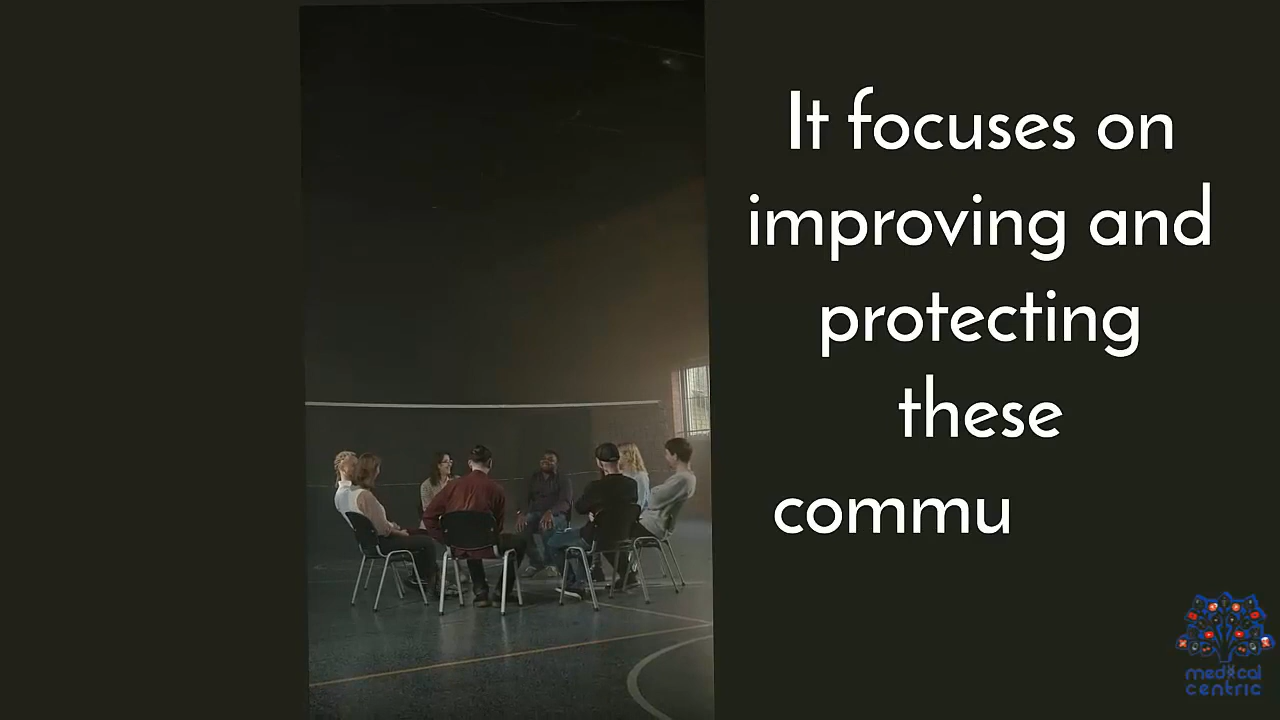 It focuses on
improving and
protecting
these
commu
medical
centric